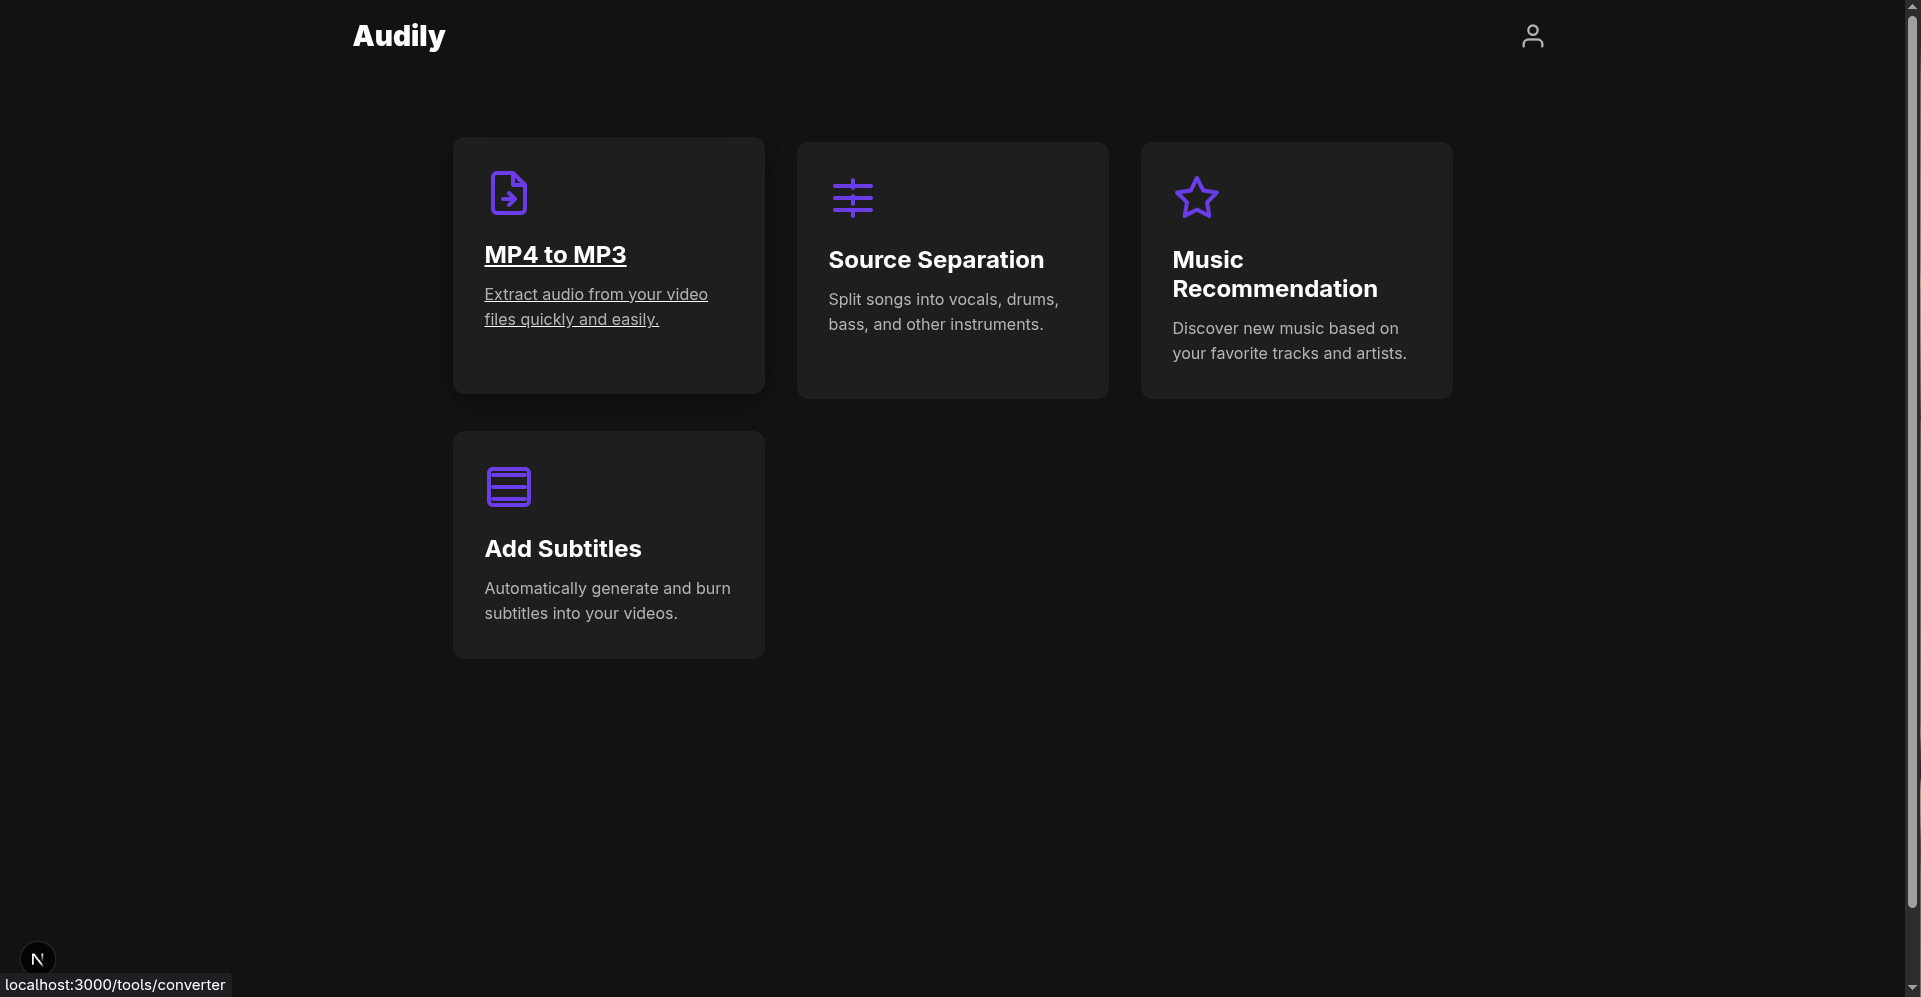 Audily
MP4 to MP3
Extract audio from your video
files quickly and easily.
Source Separation
Split songs into vocals, drums,
bass, and other instruments.
Music
Recommendation
Discover new music based on
your favorite tracks and artists.
Add Subtitles
Automatically generate and burn
subtitles into your videos.
N
localhost:3000/tools/converter